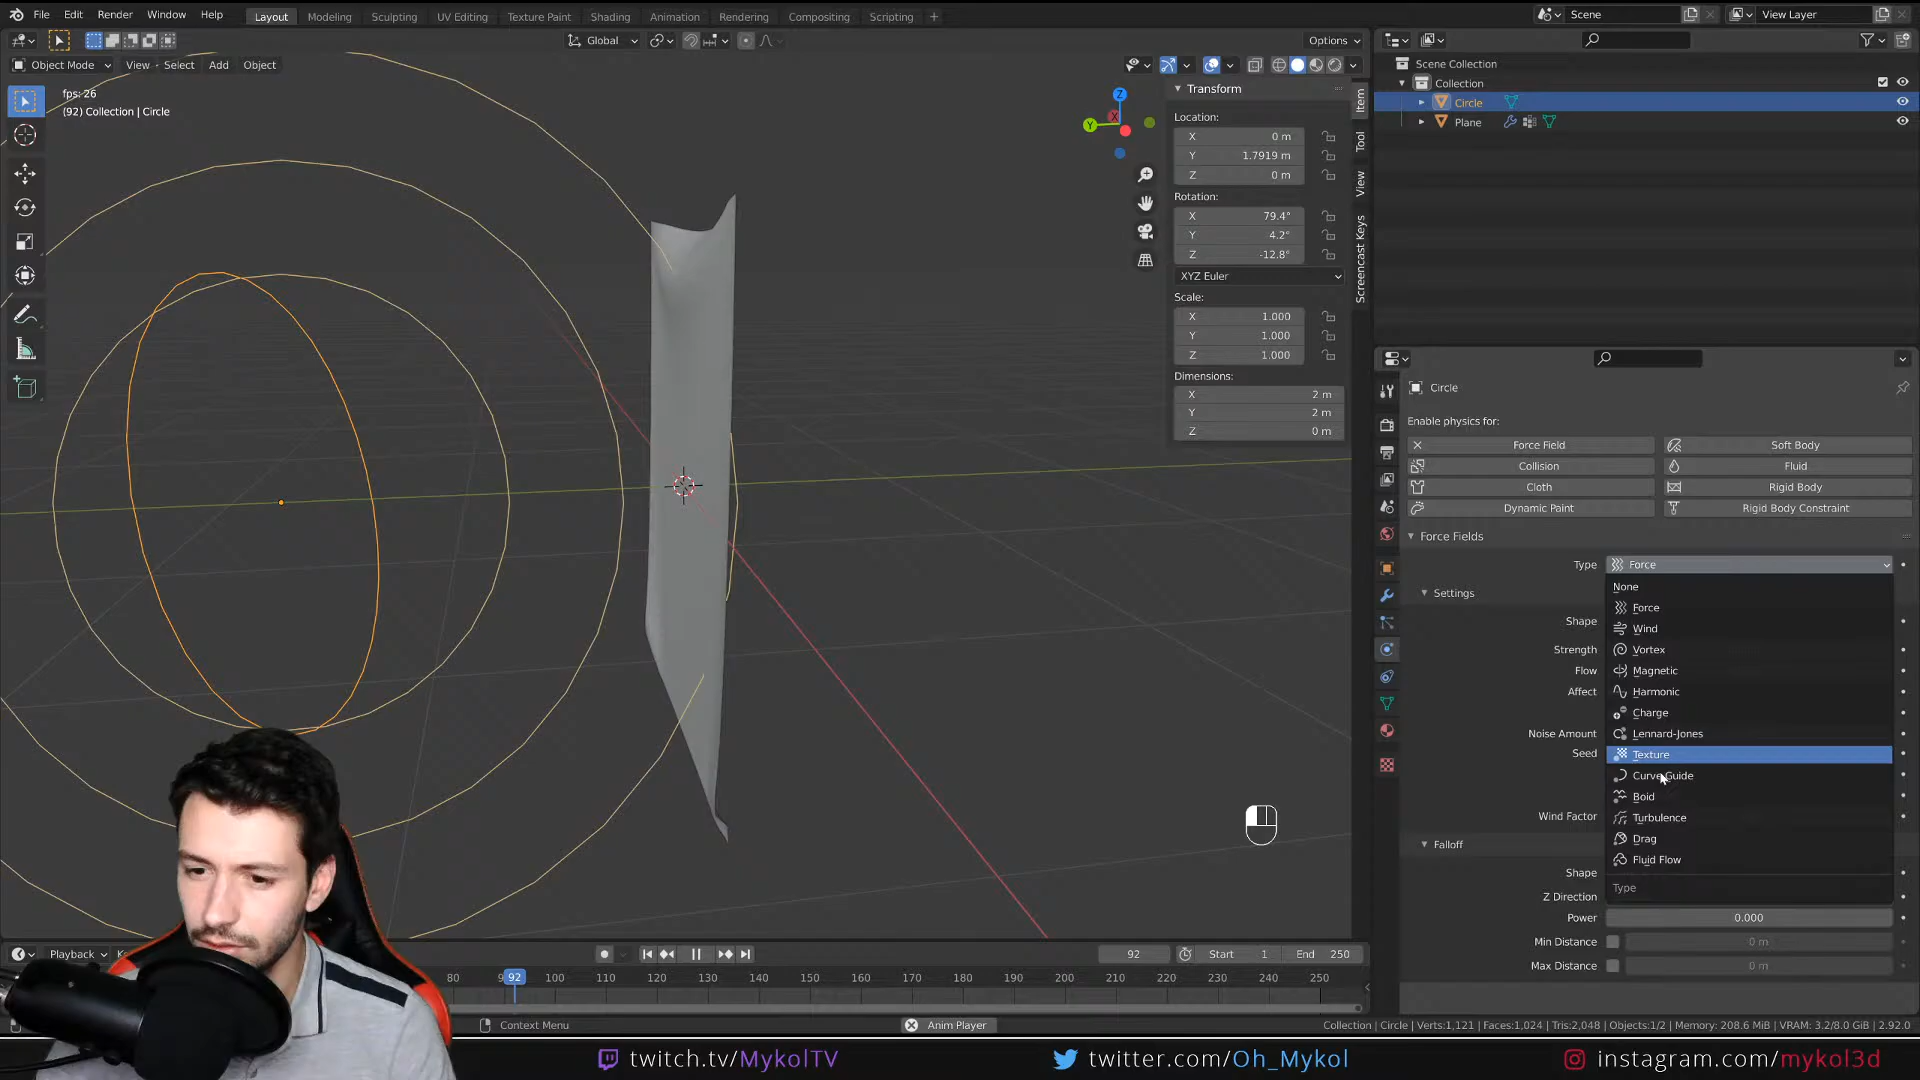 File Edit Render Window Help Layout Modeling Sculpting UV Editing Texture Paint Shading Animation Rendering Compositing Scripting + Scene View Layer
Global Options
Object Mode View Select Add Object
fps: 26
(92) Collection | Circle
Z
Y
X
Transform
Location:
X 0 m
Y 1.7919 m
Z 0 m
Rotation:
X 79.4°
Y 4.2°
Z -12.8°
XYZ Euler
Scale:
X 1.000
Y 1.000
Z 1.000
Dimensions:
X 2 m
Y 2 m
Z 0 m
Item
Tool
View
Screencast Keys
Scene Collection
Collection
Circle
Plane
Circle
Enable physics for:
Force Field Soft Body
Collision Fluid
Cloth Rigid Body
Dynamic Paint Rigid Body Constraint
Force Fields
Type Force
Settings
Shape
Strength
Flow
Affect
Noise Amount
Seed
Wind Factor
Falloff
Shape
Z Direction
Power 0.000
Min Distance 0 m
Max Distance 0 m
None
Force
Wind
Vortex
Magnetic
Harmonic
Charge
Lennard-Jones
Texture
Curve Guide
Boid
Turbulence
Drag
Fluid Flow
Type
Playback 92 Start 1 End 250
80 92 100 110 120 130 140 150 160 170 180 190 200 210 220 230 240 250
Context Menu Anim Player Collection | Circle | Verts:1,121 | Faces:1,024 | Tris:2,048 | Objects:1/2 | Memory: 208.6 MiB | VRAM: 3.2/8.0 GiB | 2.92.0
twitch.tv/MykolTV twitter.com/Oh_Mykol instagram.com/mykol3d